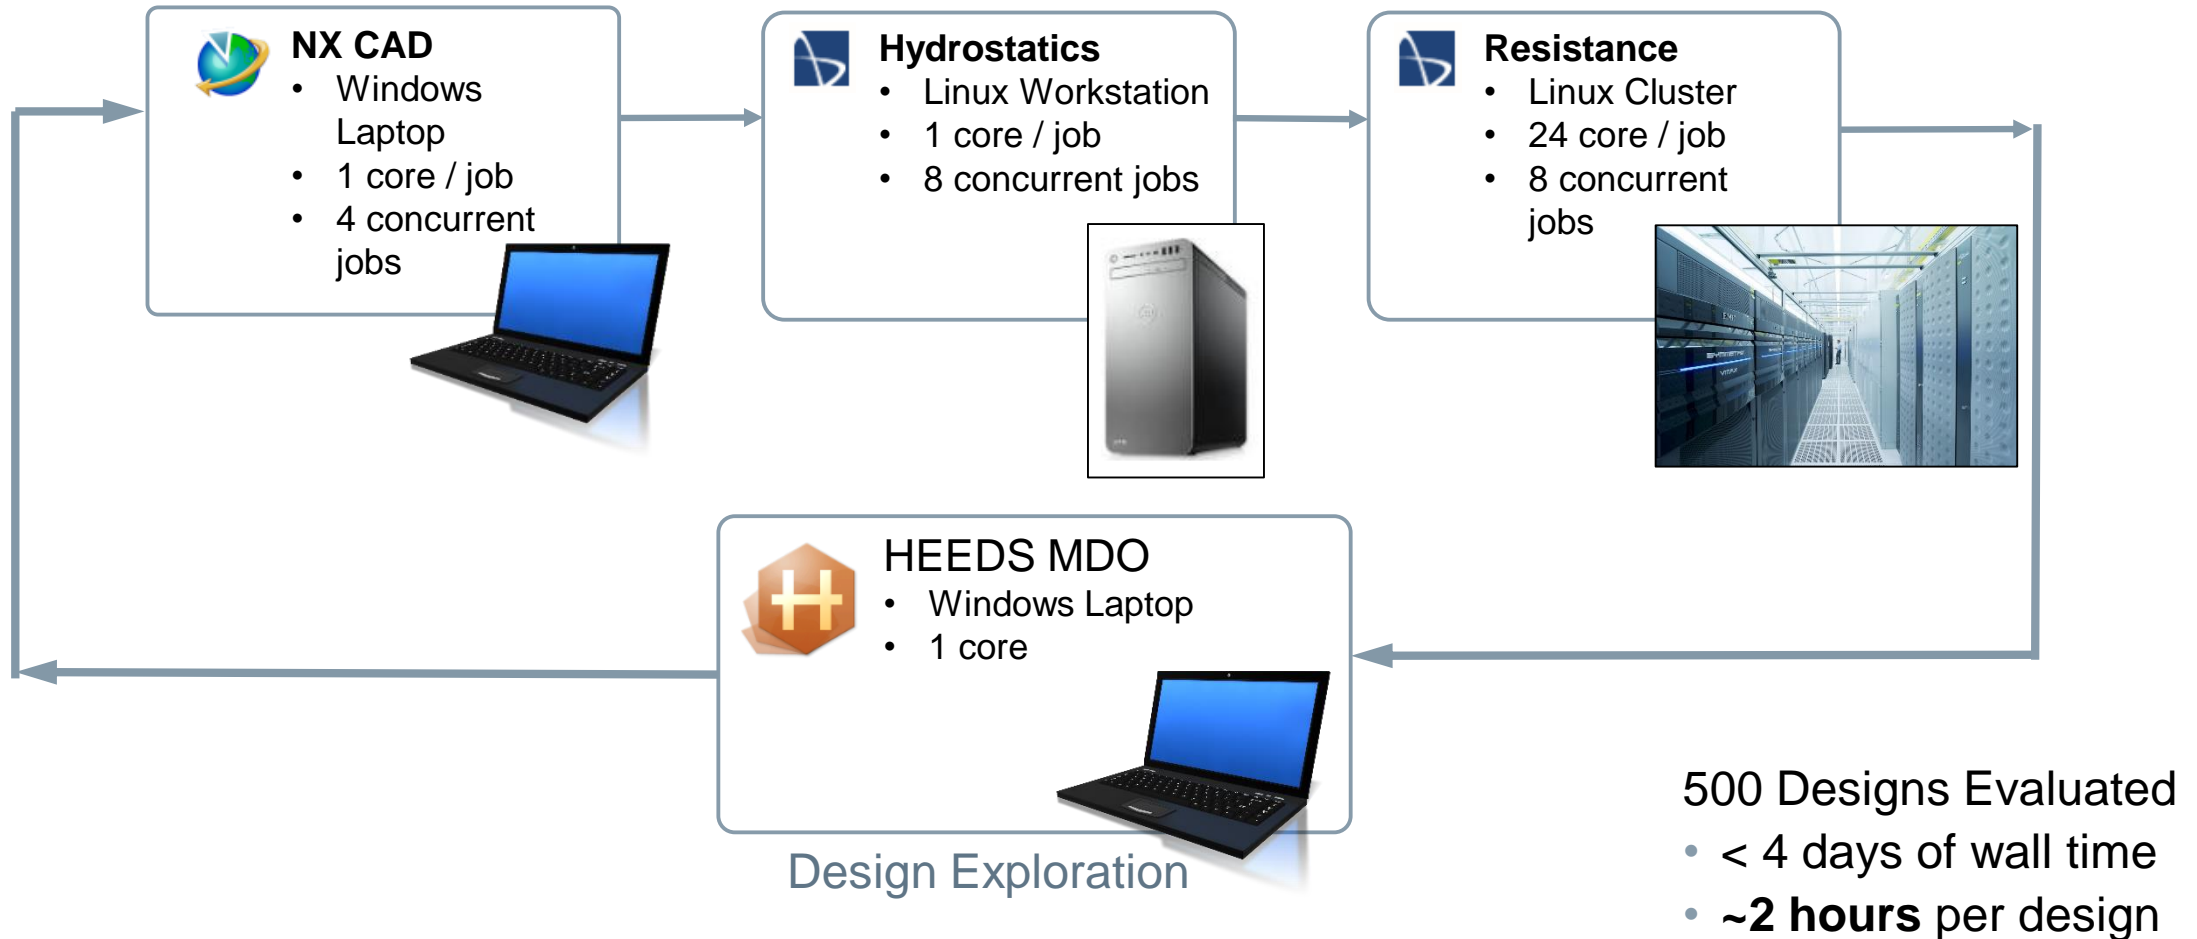 NX CAD
• Windows
Laptop
• 1 core / job
• 4 concurrent
jobs
Hydrostatics
• Linux Workstation
• 1 core / job
• 8 concurrent jobs
Resistance
• Linux Cluster
• 24 core / job
• 8 concurrent
jobs
H
HEEDS MDO
• Windows Laptop
• 1 core
Design Exploration
500 Designs Evaluated
• < 4 days of wall time
• ~2 hours per design